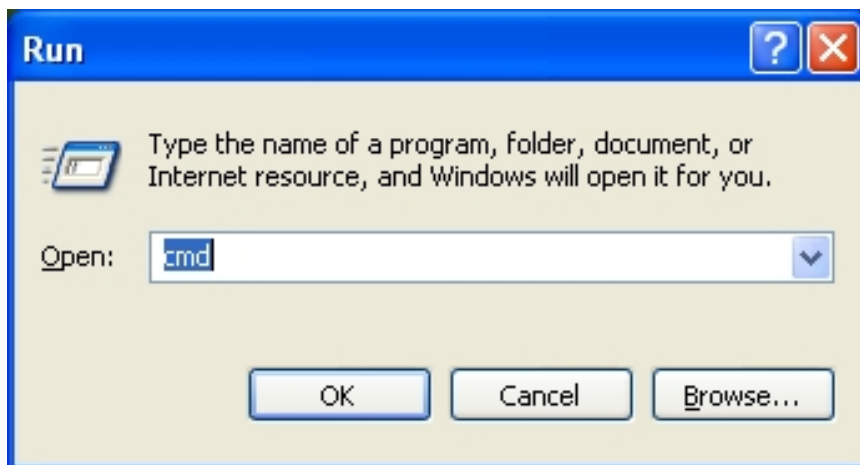 Run
Type the name of a program, folder, document, or
Internet resource, and Windows will open it for you.
Open: cmd
OK Cancel Browse...